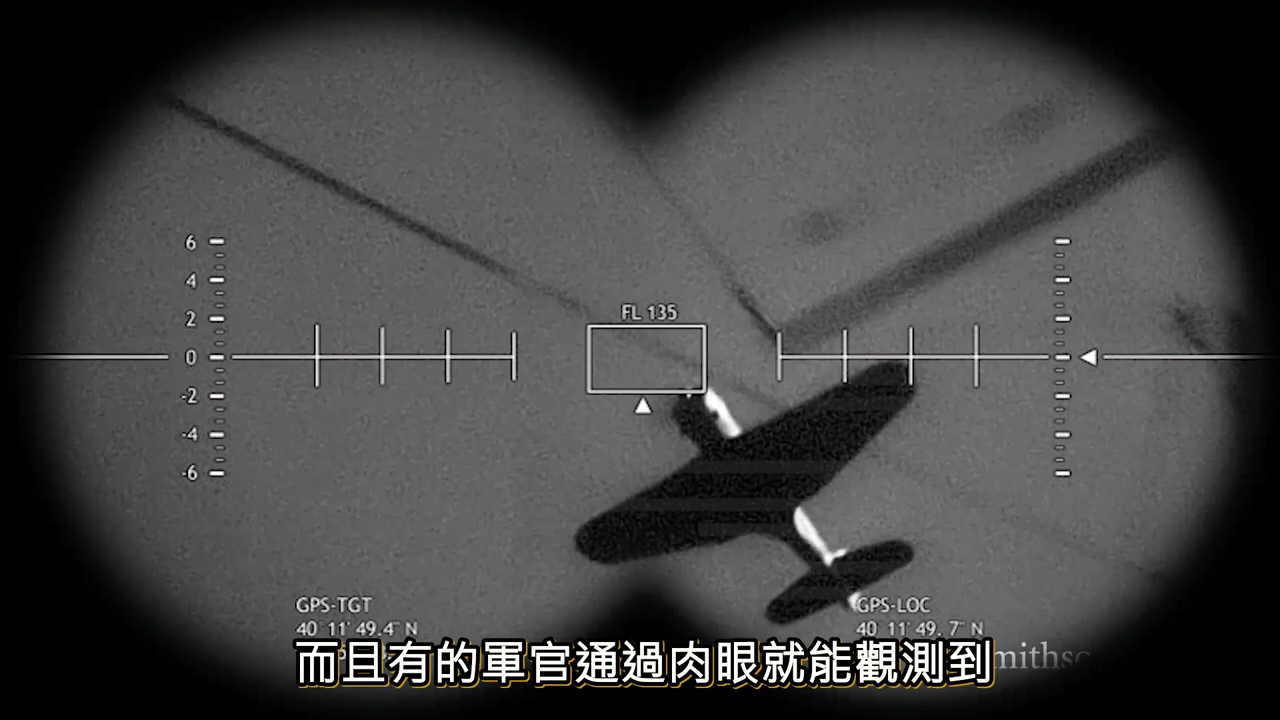 FL 135
6
4
2
0
-2
-4
-6
GPS-TGT
40° 11' 49.4" N
GPS-LOC
40° 11' 49. 7" N
而且有的軍官通過肉眼就能觀測到